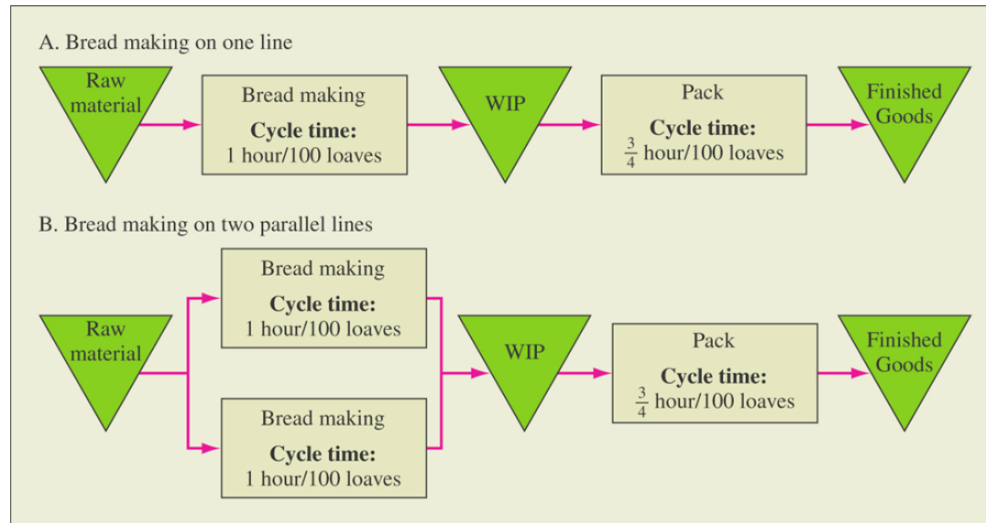 A. Bread making on one line
Raw
material
Bread making
Cycle time:
1 hour/100 loaves
WIP
Pack
Cycle time:
3/4 hour/100 loaves
Finished
Goods
B. Bread making on two parallel lines
Raw
material
Bread making
Cycle time:
1 hour/100 loaves
Bread making
Cycle time:
1 hour/100 loaves
WIP
Pack
Cycle time:
3/4 hour/100 loaves
Finished
Goods